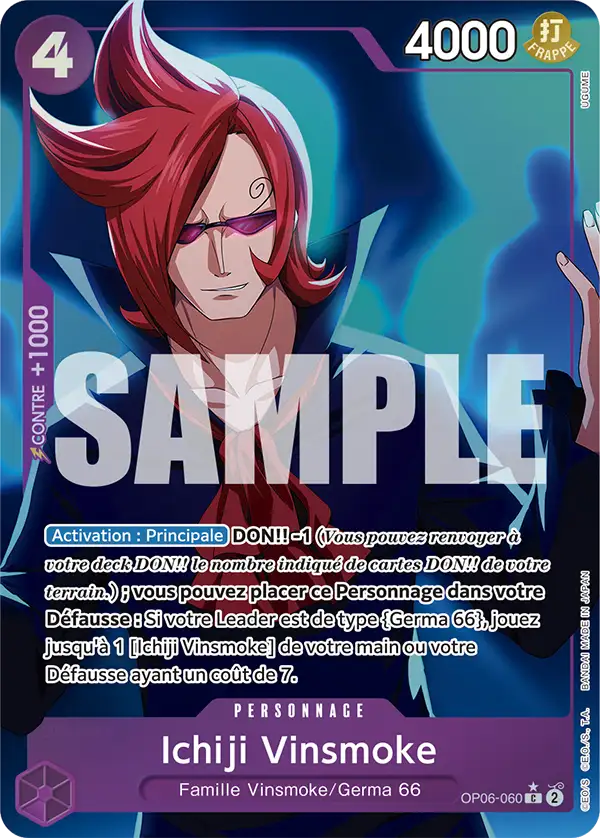 4
4000
打
FRAPPE
UGUME
CONTRE +1000
SAMPLE
Activation : Principale DON!! -1 (Vous pouvez renvoyer à
votre deck DON!! le nombre indiqué de cartes DON!! de votre
terrain.) ; vous pouvez placer ce Personnage dans votre
Défausse : Si votre Leader est de type {Germa 66}, jouez
jusqu'à 1 [Ichiji Vinsmoke] de votre main ou votre
Défausse ayant un coût de 7.
PERSONNAGE
Ichiji Vinsmoke
Famille Vinsmoke/Germa 66
OP06-060 C 2
©EO/S ©E.O./S., T.A. BANDAI MADE IN JAPAN